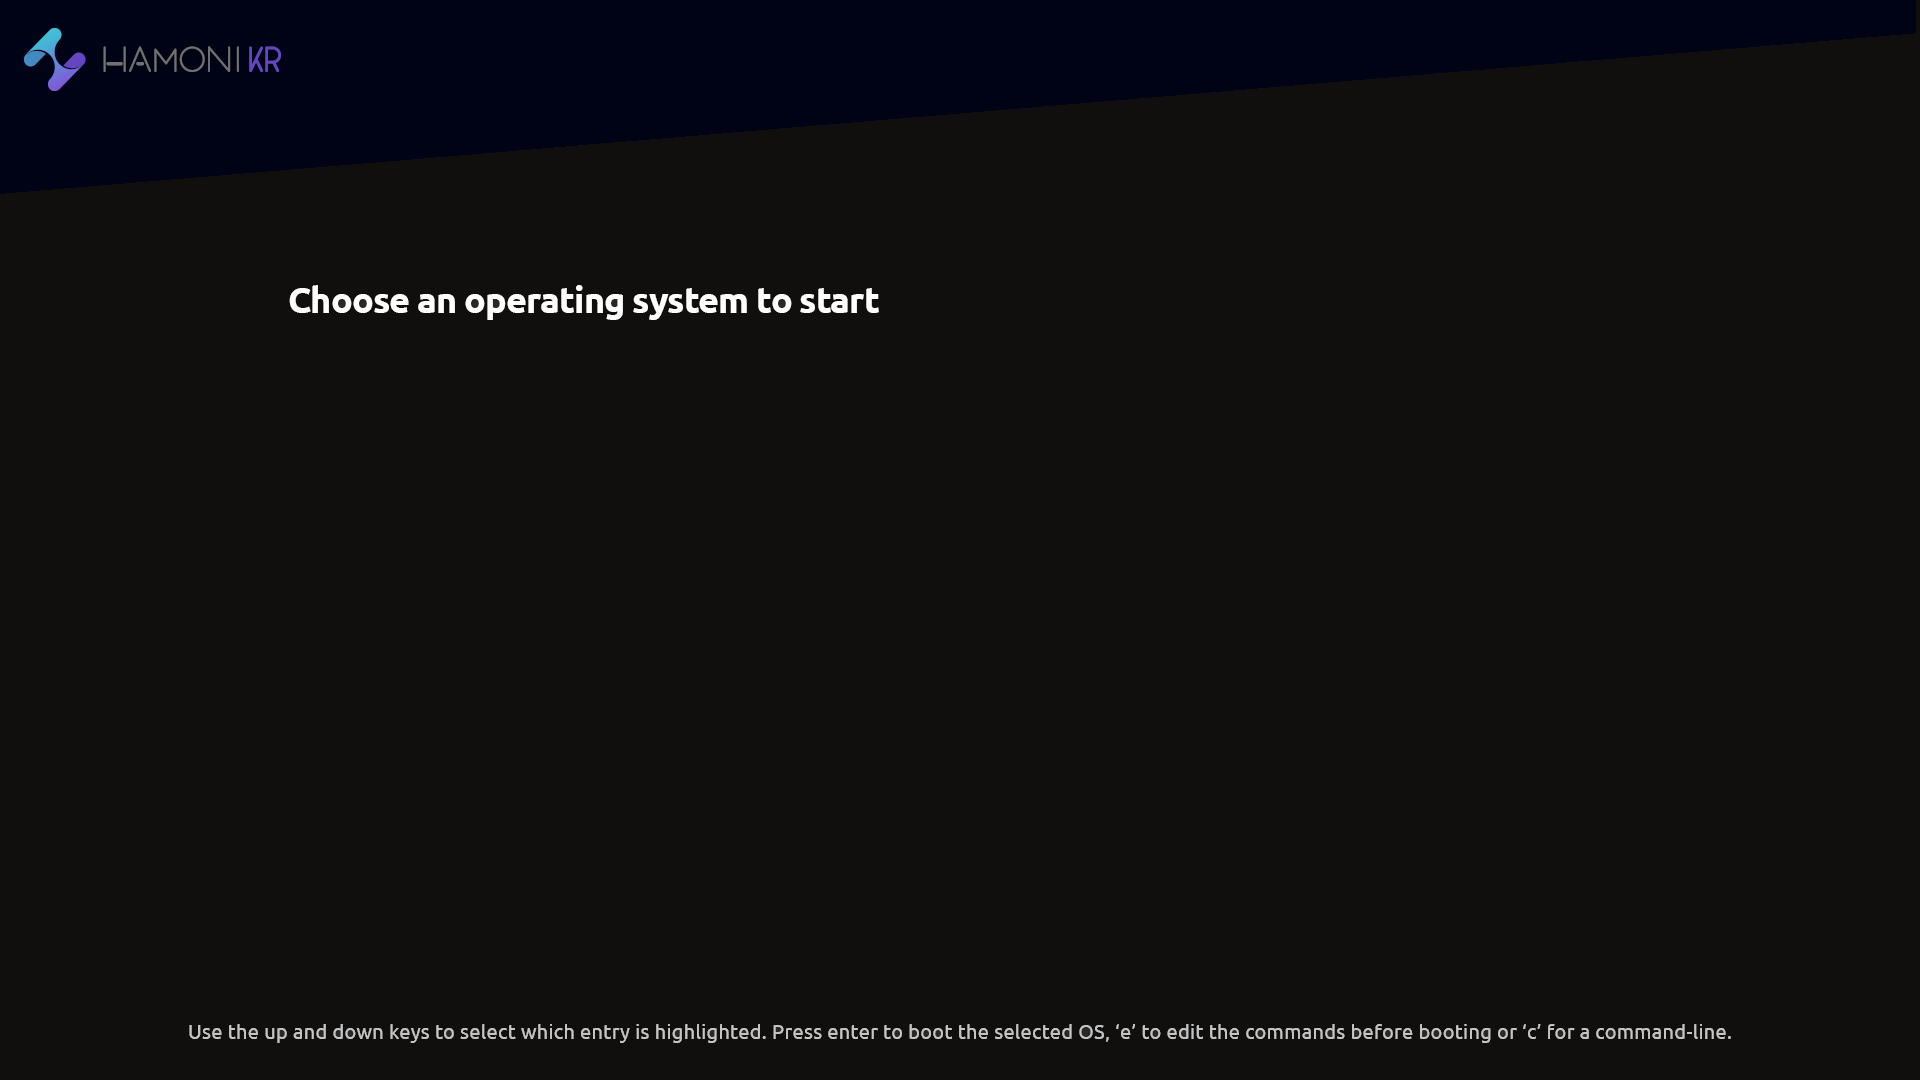 HAMONIKR
Choose an operating system to start
Use the up and down keys to select which entry is highlighted. Press enter to boot the selected OS, ‘e’ to edit the commands before booting or ‘c’ for a command-line.